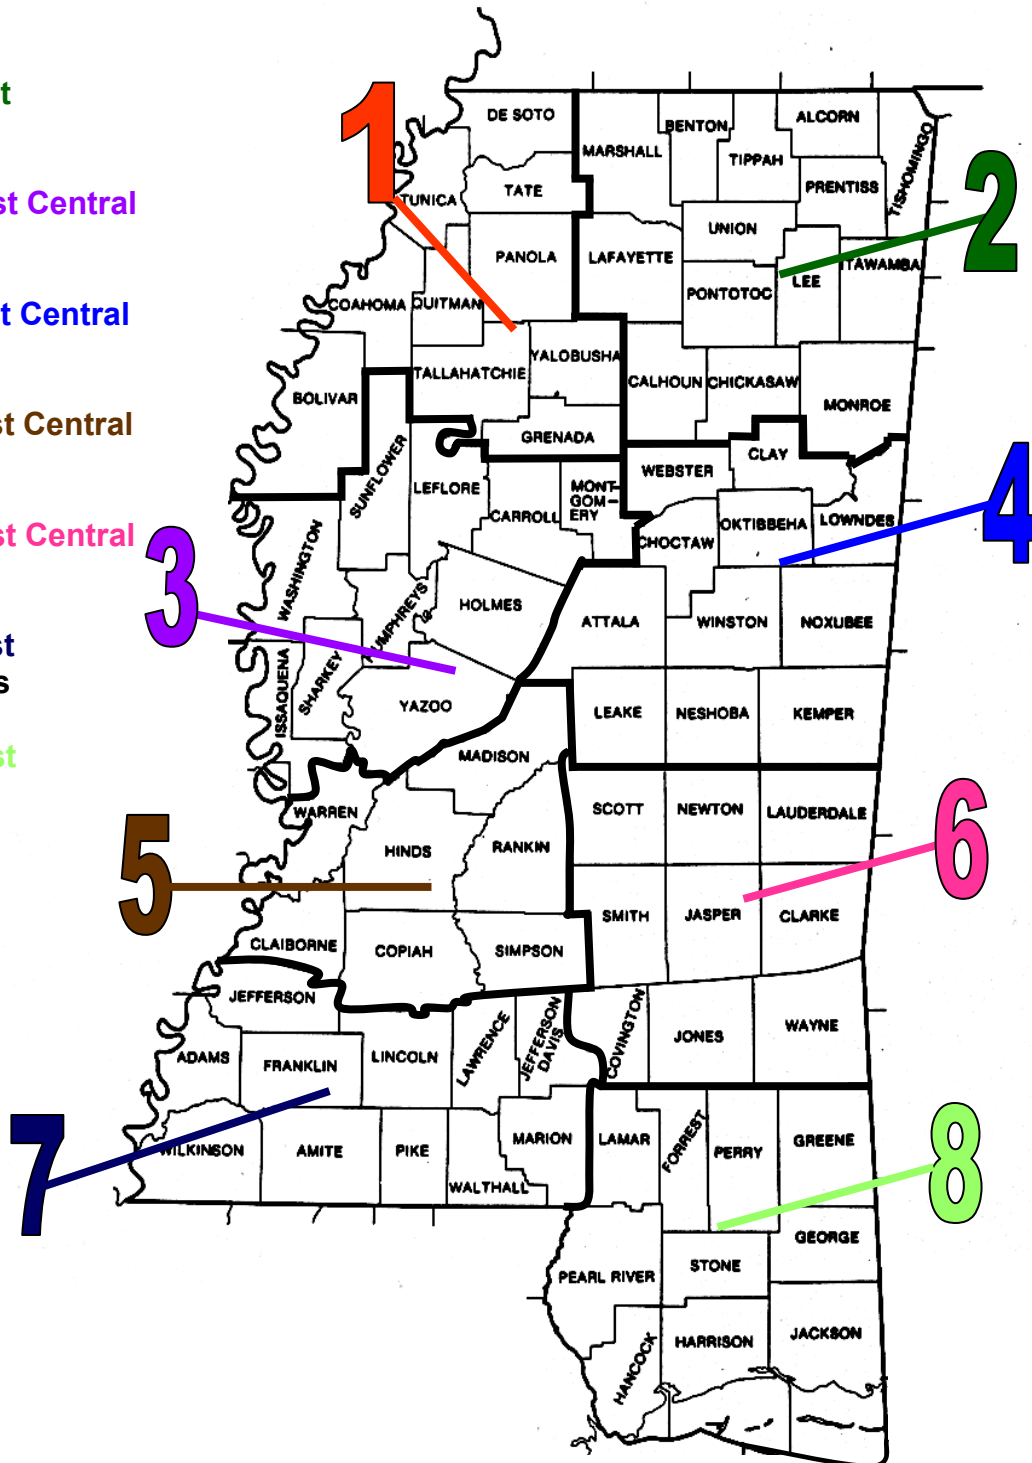 t
st Central
t Central
st Central
st Central
st
s
st
1
2
3
4
5
6
7
8
DE SOTO
BENTON
ALCORN
MARSHALL
TIPPAH
TISHOMINGO
PRENTISS
TUNICA
TATE
UNION
PANOLA
LAFAYETTE
LEE
ITAWAMBA
PONTOTOC
COAHOMA
QUITMAN
YALOBUSHA
TALLAHATCHIE
CALHOUN
CHICKASAW
BOLIVAR
MONROE
GRENADA
CLAY
SUNFLOWER
WEBSTER
LEFLORE
MONT-
GOM-
ERY
CARROLL
OKTIBBEHA
LOWNDES
CHOCTAW
WASHINGTON
HUMPHREYS
HOLMES
ATTALA
WINSTON
NOXUBEE
ISSAQUENA
SHARKEY
YAZOO
LEAKE
NESHOBA
KEMPER
MADISON
WARREN
SCOTT
NEWTON
LAUDERDALE
HINDS
RANKIN
SMITH
JASPER
CLARKE
CLAIBORNE
COPIAH
SIMPSON
JEFFERSON
LAWRENCE
JEFFERSON
DAVIS
COVINGTON
JONES
WAYNE
ADAMS
FRANKLIN
LINCOLN
WILKINSON
AMITE
PIKE
MARION
WALTHALL
LAMAR
FORREST
PERRY
GREENE
GEORGE
PEARL RIVER
STONE
HANCOCK
HARRISON
JACKSON